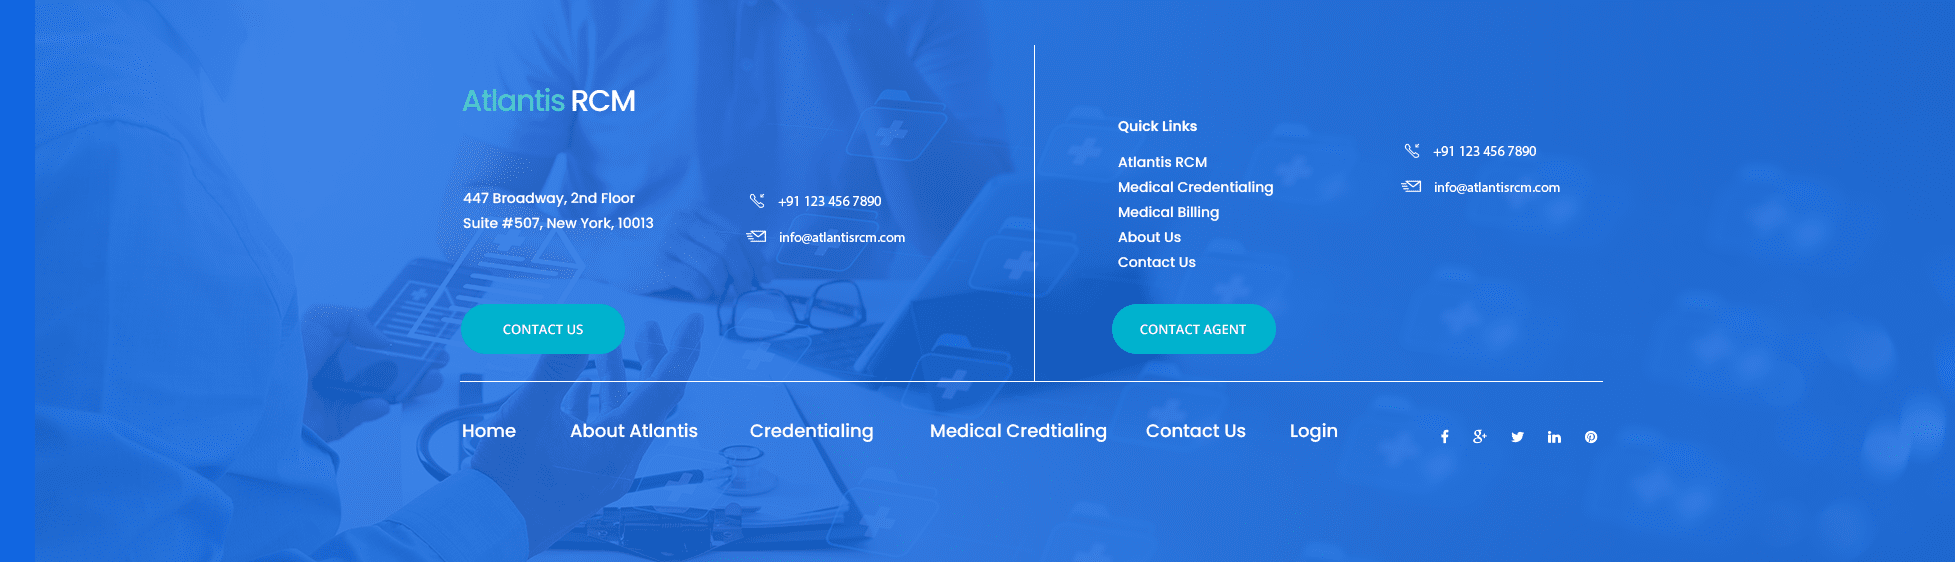 Atlantis RCM
447 Broadway, 2nd Floor
Suite #507, New York, 10013
+91 123 456 7890
info@atlantisrcm.com
CONTACT US
Quick Links
Atlantis RCM
Medical Credentialing
Medical Billing
About Us
Contact Us
+91 123 456 7890
info@atlantisrcm.com
CONTACT AGENT
Home
About Atlantis
Credentialing
Medical Credtialing
Contact Us
Login